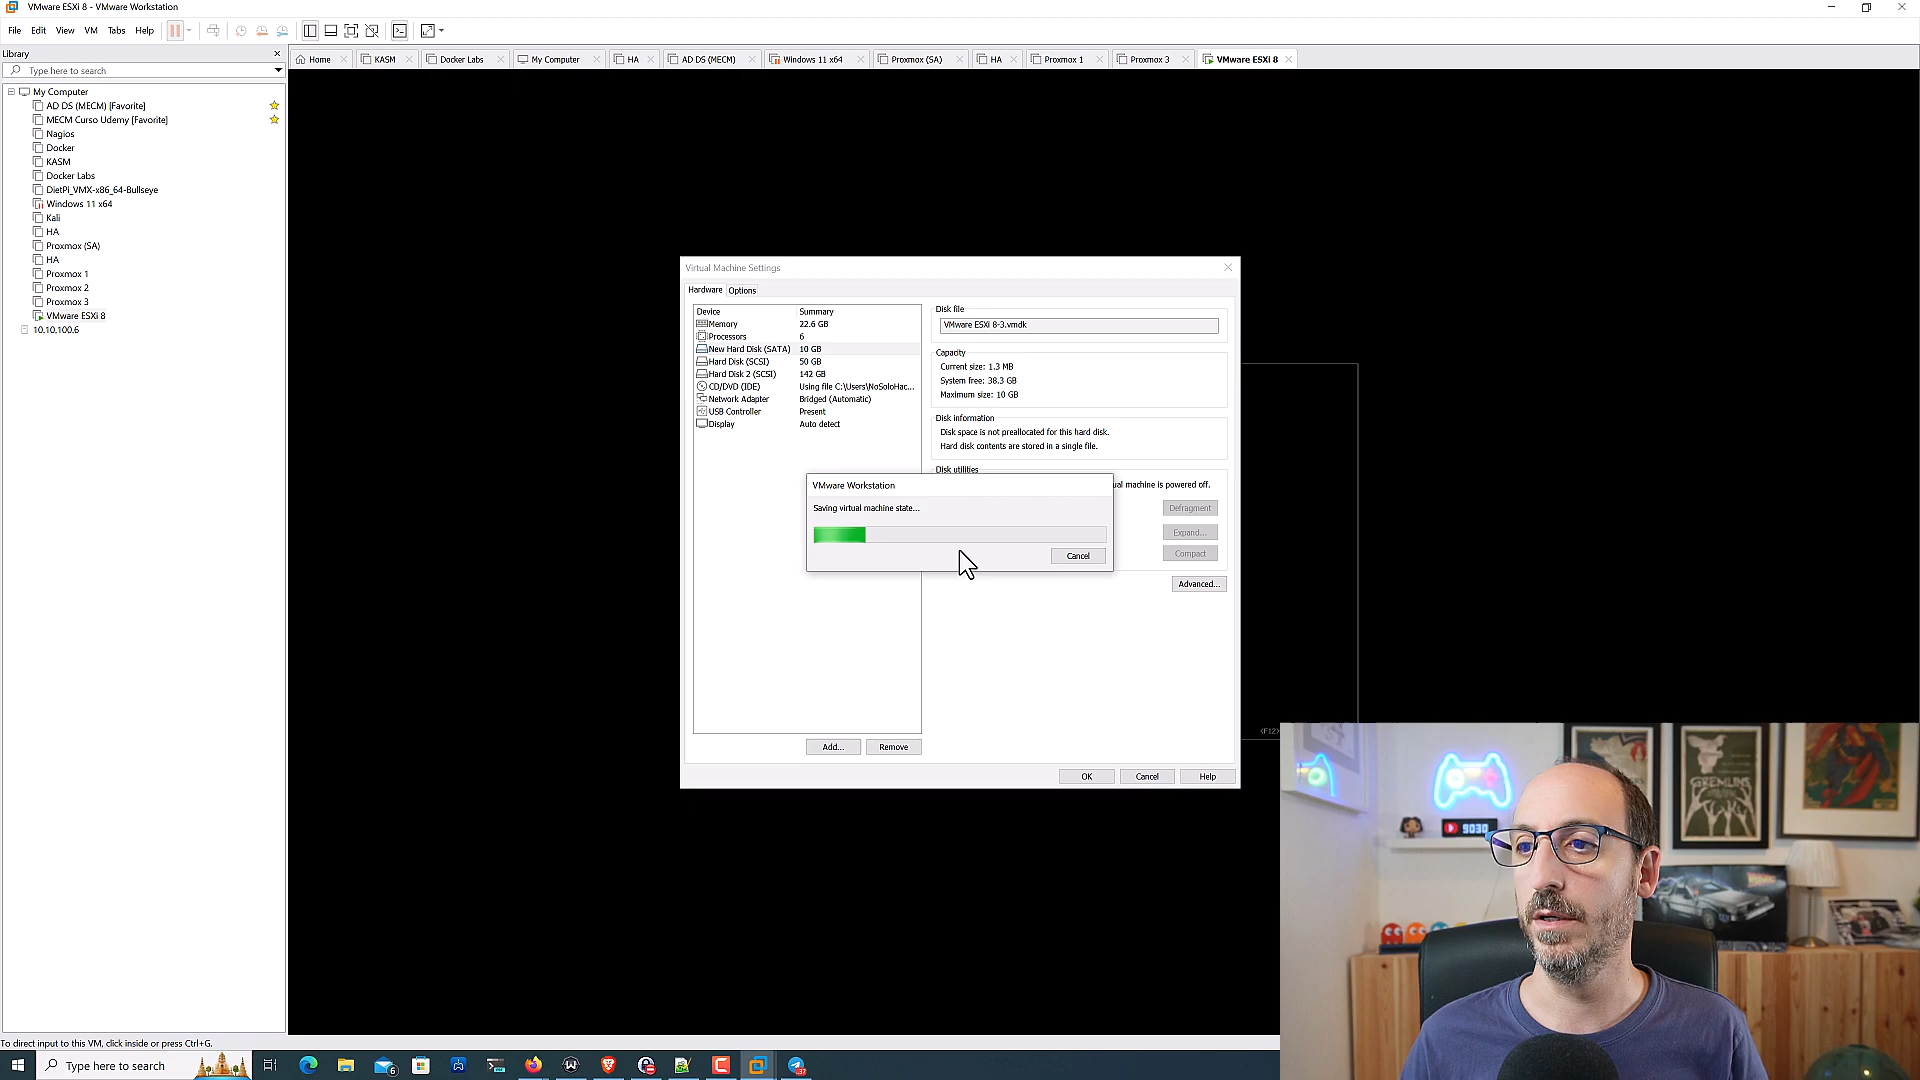 VMware ESXi 8 - VMware Workstation
File Edit View VM Tabs Help
Library
Type here to search
Home KASM Docker Labs My Computer HA AD DS (MECM) Windows 11 x64 Proxmox (SA) HA Proxmox 1 Proxmox 3 VMware ESXi 8
My Computer
AD DS (MECM) [Favorite]
MECM Curso Udemy [Favorite]
Nagios
Docker
KASM
Docker Labs
DietPi_VMX-x86_64-Bullseye
Windows 11 x64
Kali
HA
Proxmox (SA)
HA
Proxmox 1
Proxmox 2
Proxmox 3
VMware ESXi 8
10.10.100.6
Virtual Machine Settings
Hardware Options
Device Summary
Memory 22.6 GB
Processors 6
New Hard Disk (SATA) 10 GB
Hard Disk (SCSI) 50 GB
Hard Disk 2 (SCSI) 142 GB
CD/DVD (IDE) Using file C:\Users\NoSoloHac...
Network Adapter Bridged (Automatic)
USB Controller Present
Display Auto detect
Disk file
VMware ESXi 8-3.vmdk
Capacity
Current size: 1.3 MB
System free: 38.3 GB
Maximum size: 10 GB
Disk information
Disk space is not preallocated for this hard disk.
Hard disk contents are stored in a single file.
Disk utilities
ual machine is powered off.
Defragment
Expand...
Compact
Advanced...
VMware Workstation
Saving virtual machine state...
Cancel
Add... Remove
OK Cancel Help
<F12>
GREMLINS
9030
To direct input to this VM, click inside or press Ctrl+G.
Type here to search
6
37